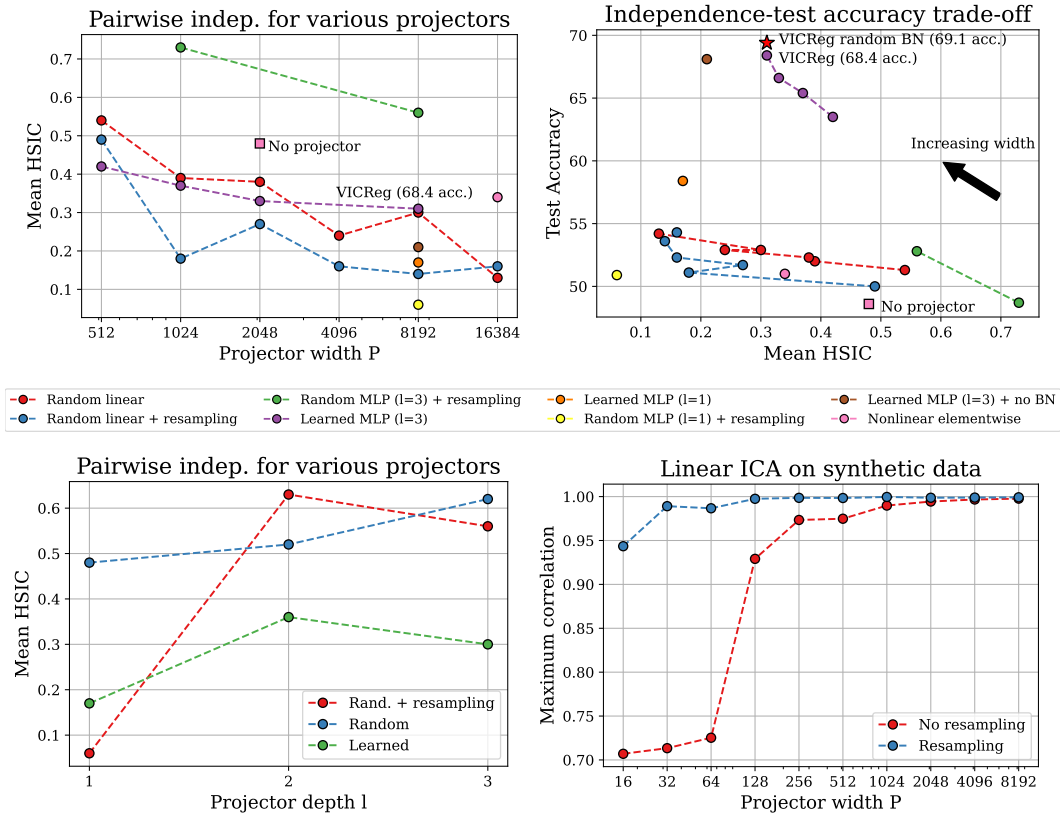 Pairwise indep. for various projectors
Mean HSIC
0.7
0.6
0.5
0.4
0.3
0.2
0.1
No projector
VICReg (68.4 acc.)
512 1024 2048 4096 8192 16384
Projector width P
Independence-test accuracy trade-off
Test Accuracy
70
65
60
55
50
VICReg random BN (69.1 acc.)
VICReg (68.4 acc.)
Increasing width
No projector
0.1 0.2 0.3 0.4 0.5 0.6 0.7
Mean HSIC
Random linear
Random linear + resampling
Random MLP (l=3) + resampling
Learned MLP (l=3)
Learned MLP (l=1)
Random MLP (l=1) + resampling
Learned MLP (l=3) + no BN
Nonlinear elementwise
Pairwise indep. for various projectors
Mean HSIC
0.6
0.5
0.4
0.3
0.2
0.1
Rand. + resampling
Random
Learned
1 2 3
Projector depth l
Linear ICA on synthetic data
Maximum correlation
1.00
0.95
0.90
0.85
0.80
0.75
0.70
No resampling
Resampling
16 32 64 128 256 512 1024 2048 4096 8192
Projector width P